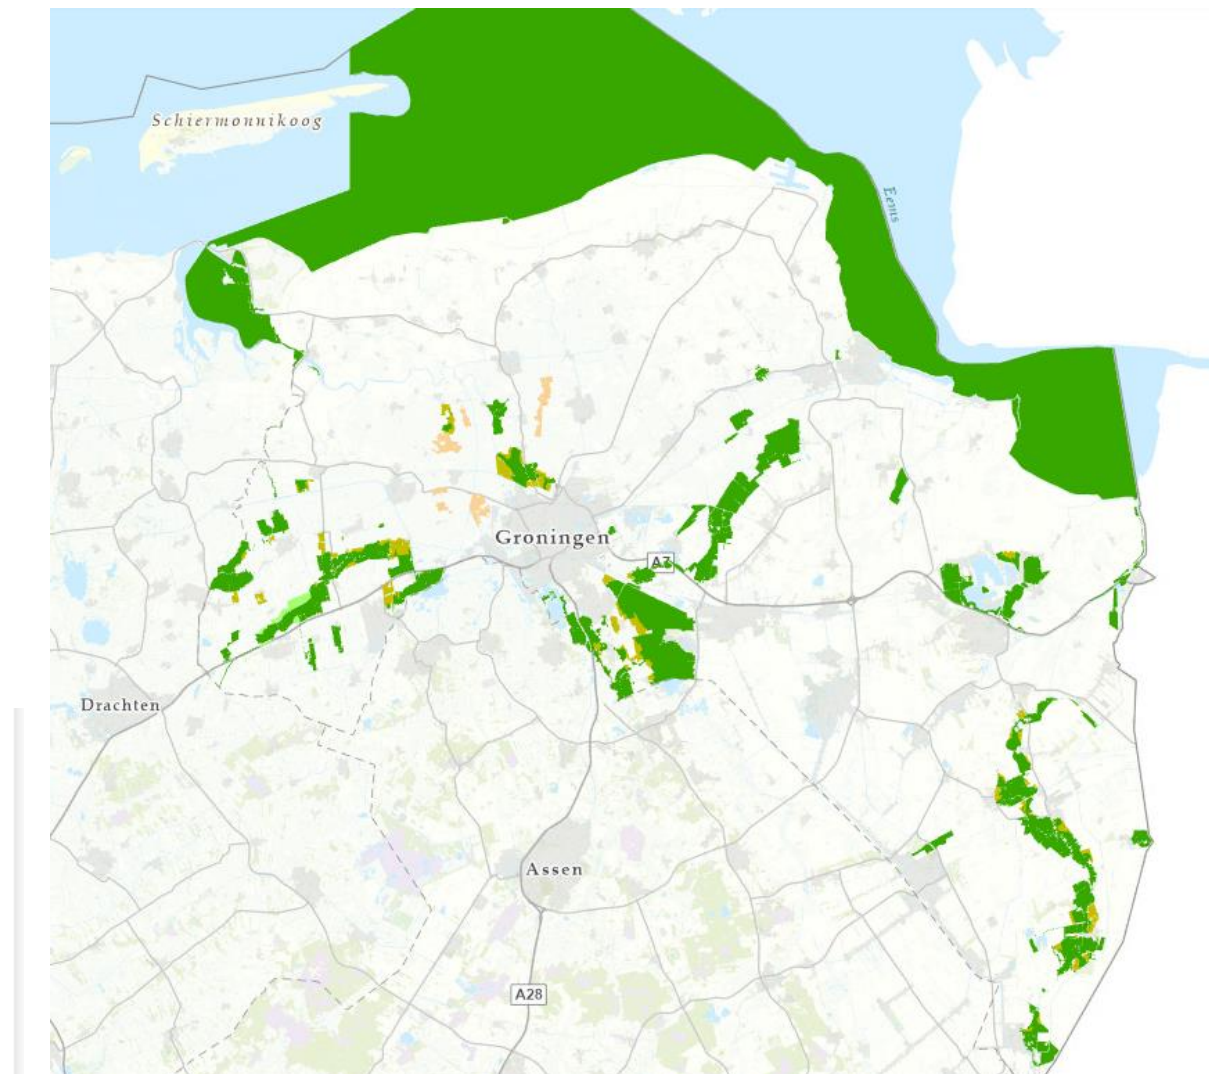 Schiermonnikoog
Eems
Groningen
A7
Drachten
Assen
A28